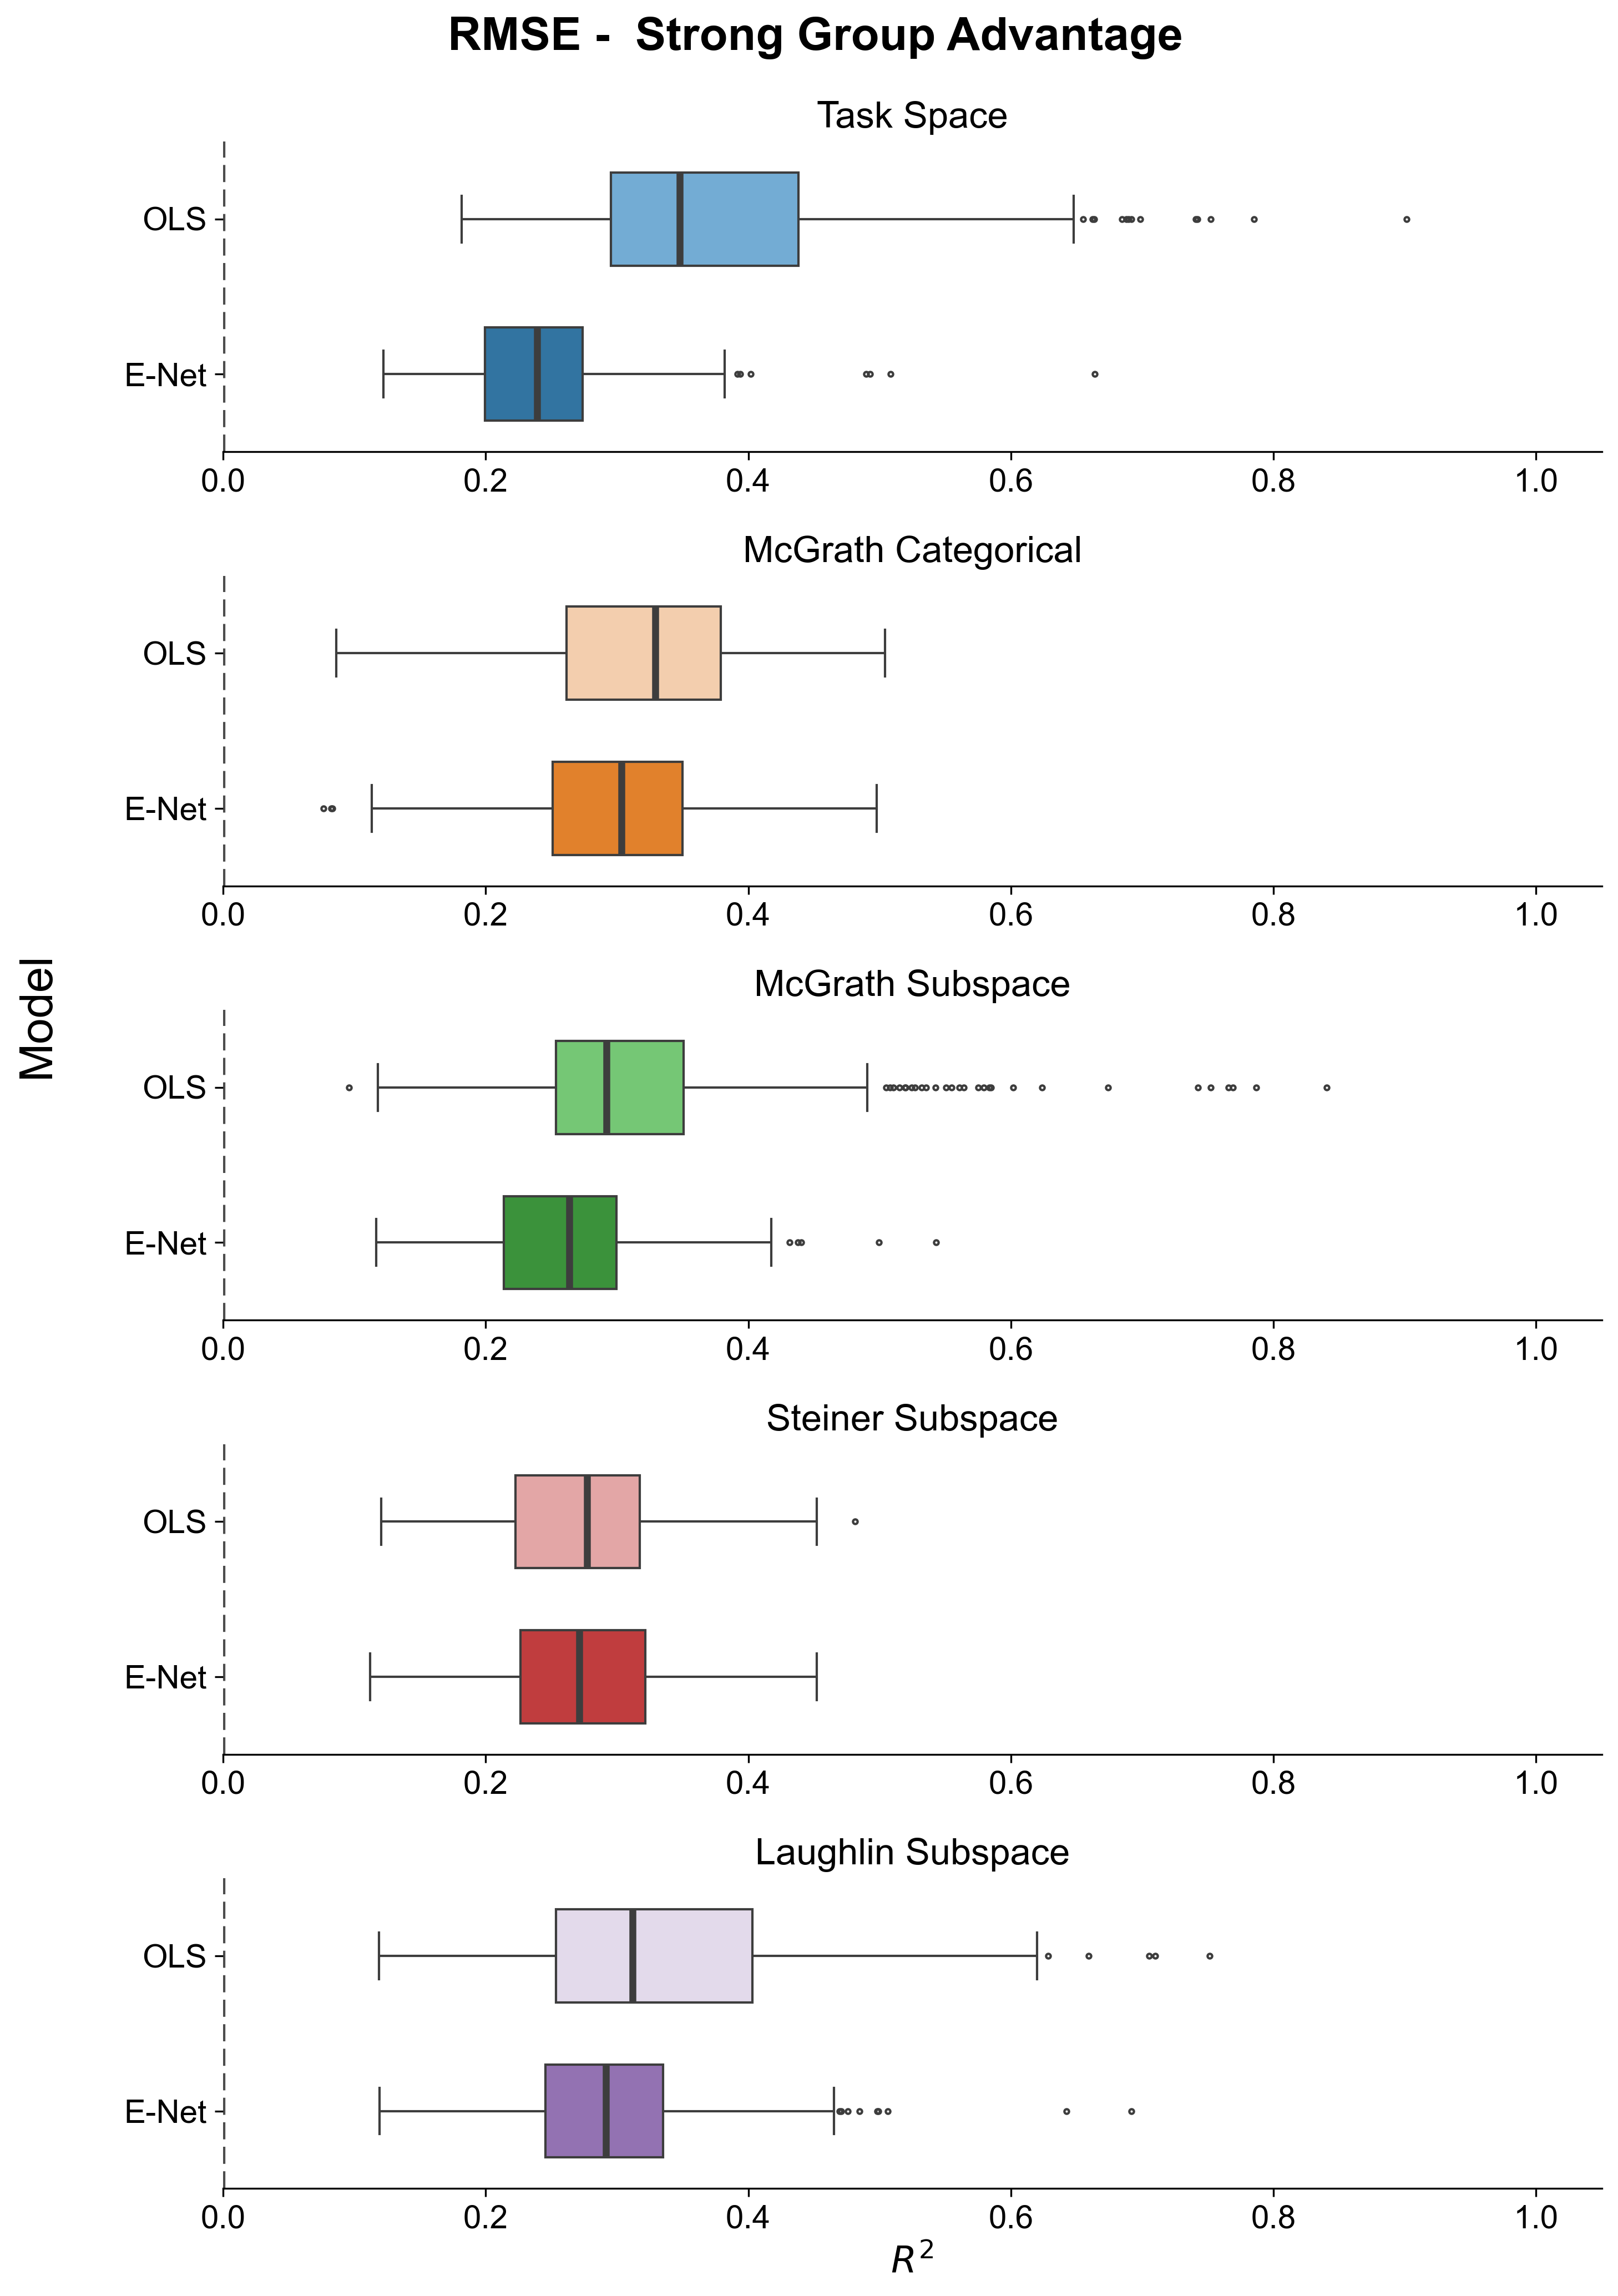 RMSE - Strong Group Advantage
Task Space
OLS
E-Net
0.0 0.2 0.4 0.6 0.8 1.0
McGrath Categorical
OLS
E-Net
0.0 0.2 0.4 0.6 0.8 1.0
Model
McGrath Subspace
OLS
E-Net
0.0 0.2 0.4 0.6 0.8 1.0
Steiner Subspace
OLS
E-Net
0.0 0.2 0.4 0.6 0.8 1.0
Laughlin Subspace
OLS
E-Net
0.0 0.2 0.4 0.6 0.8 1.0
R²